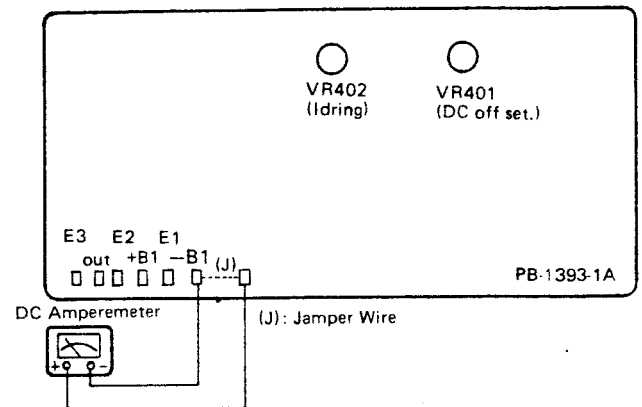 VR402
(Idring)
VR401
(DC off set.)
E3 E2 E1
out +B1 —B1 (J)
PB-1393-1A
DC Amperemeter
(J): Jamper Wire
+ -